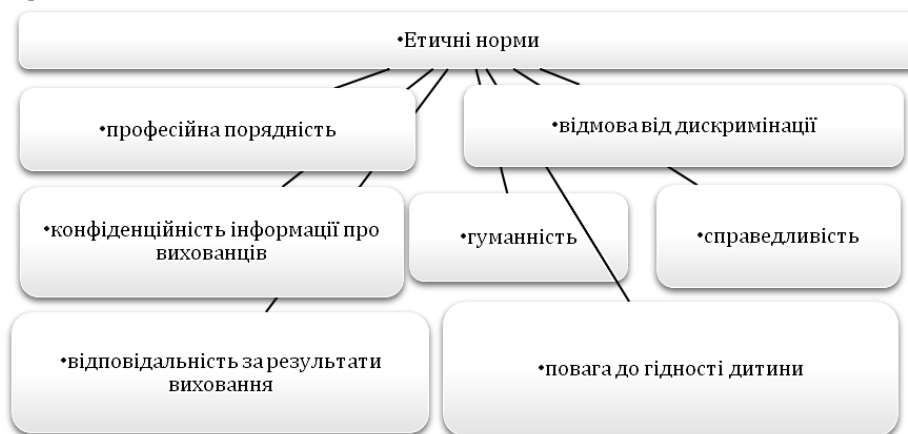 •Етичні норми
•професійна порядність
•відмова від дискримінації
•конфіденційність інформації про
вихованців
•гуманність
•справедливість
•відповідальність за результати
виховання
•повага до гідності дитини